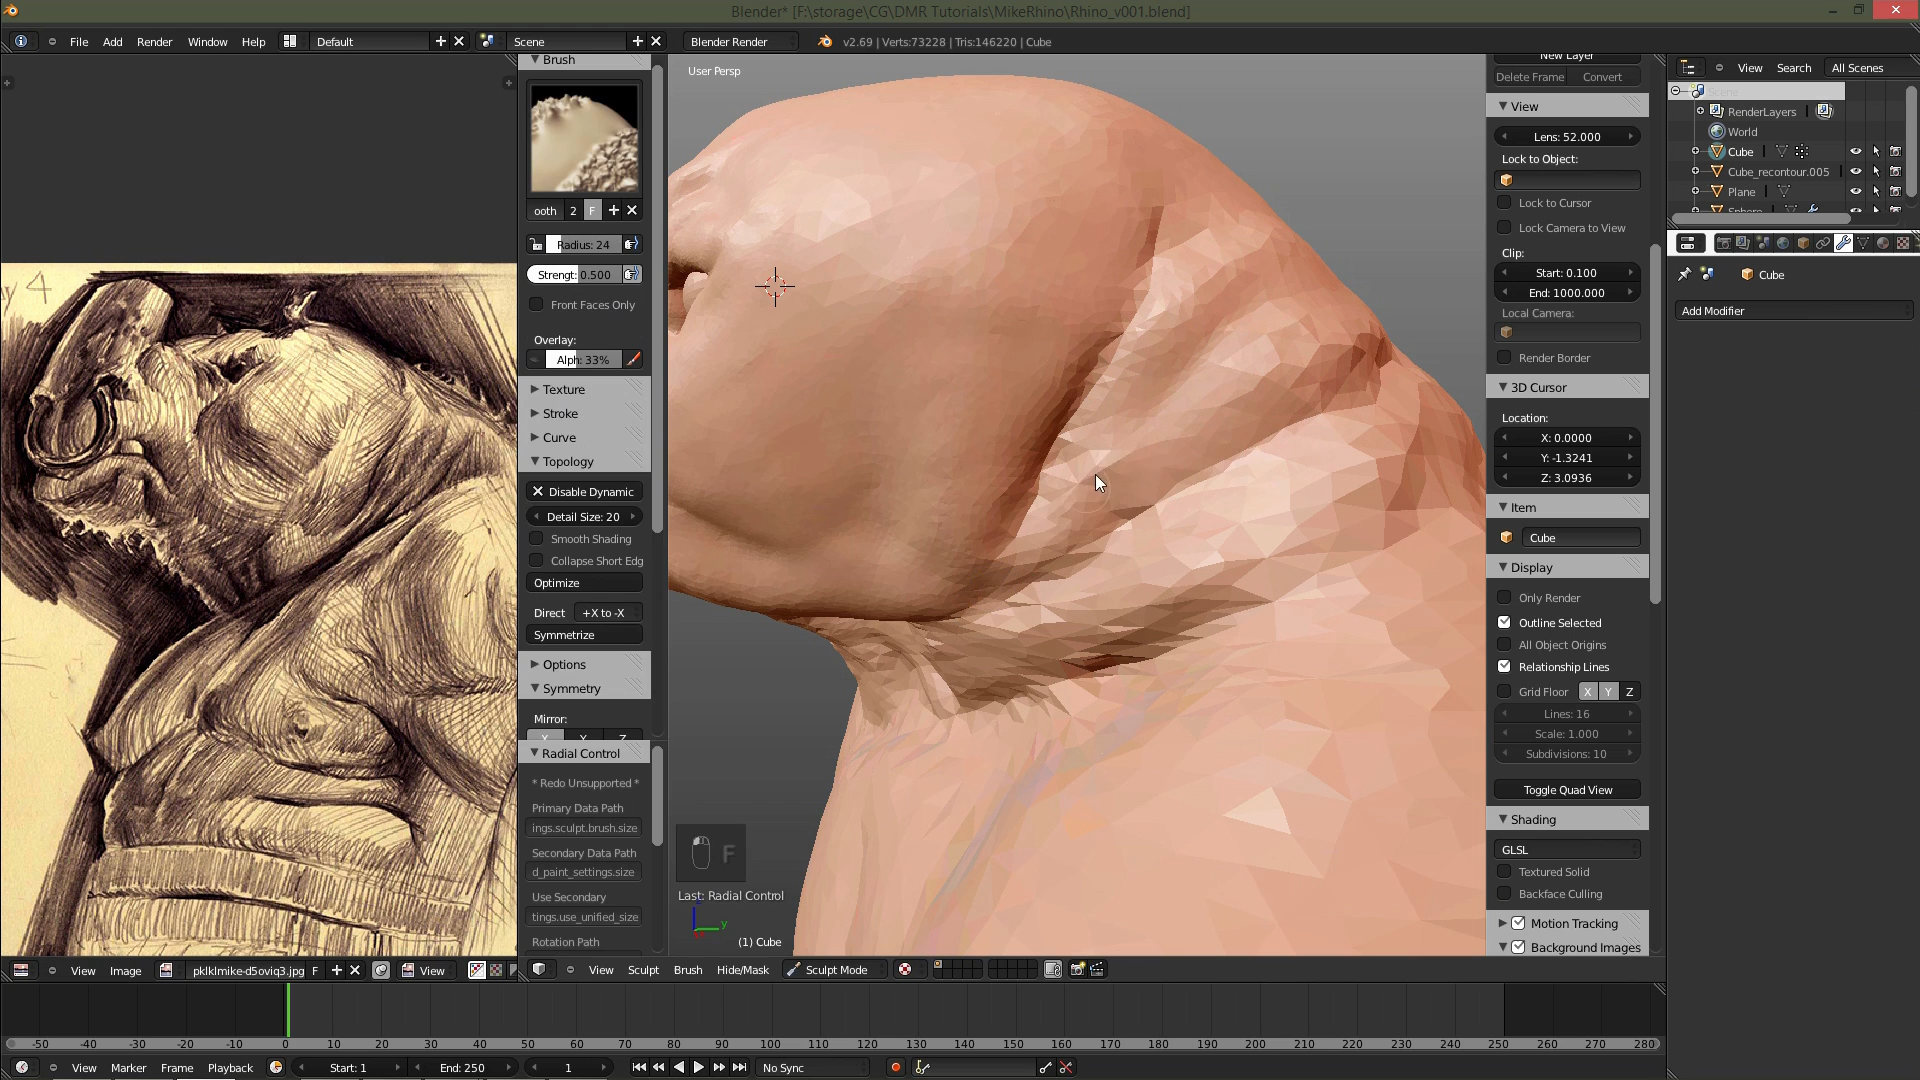 Blender* [F:\storage\CG\DMR Tutorials\MikeRhino\Rhino_v001.blend]
File Add Render Window Help Default Scene Blender Render v2.69 | Verts:73228 | Tris:146220 | Cube
Brush
ooth 2 F
Radius: 24
Strengt: 0.500
Front Faces Only
Overlay:
Alph: 33%
Texture
Stroke
Curve
Topology
Disable Dynamic
Detail Size: 20
Smooth Shading
Collapse Short Edg
Optimize
Direct +X to -X
Symmetrize
Options
Symmetry
Mirror:
X Y Z
Radial Control
* Redo Unsupported *
Primary Data Path
ings.sculpt.brush.size
Secondary Data Path
d_paint_settings.size
Use Secondary
tings.use_unified_size
Rotation Path
4
User Persp
F
Last: Radial Control
y
(1) Cube
New Layer
Delete Frame Convert
View
Lens: 52.000
Lock to Object:
Lock to Cursor
Lock Camera to View
Clip:
Start: 0.100
End: 1000.000
Local Camera:
Render Border
3D Cursor
Location:
X: 0.0000
Y: -1.3241
Z: 3.0936
Item
Cube
Display
Only Render
Outline Selected
All Object Origins
Relationship Lines
Grid Floor X Y Z
Lines: 16
Scale: 1.000
Subdivisions: 10
Toggle Quad View
Shading
GLSL
Textured Solid
Backface Culling
Motion Tracking
Background Images
View Search All Scenes
Scene
RenderLayers
World
Cube
Cube_recontour.005
Plane
Sphere
Cube
Add Modifier
View Image pklklmike-d5oviq3.jpg F View
View Sculpt Brush Hide/Mask Sculpt Mode
-50 -40 -30 -20 -10 0 10 20 30 40 50 60 70 80 90 100 110 120 130 140 150 160 170 180 190 200 210 220 230 240 250 260 270 280
View Marker Frame Playback Start: 1 End: 250 1 No Sync